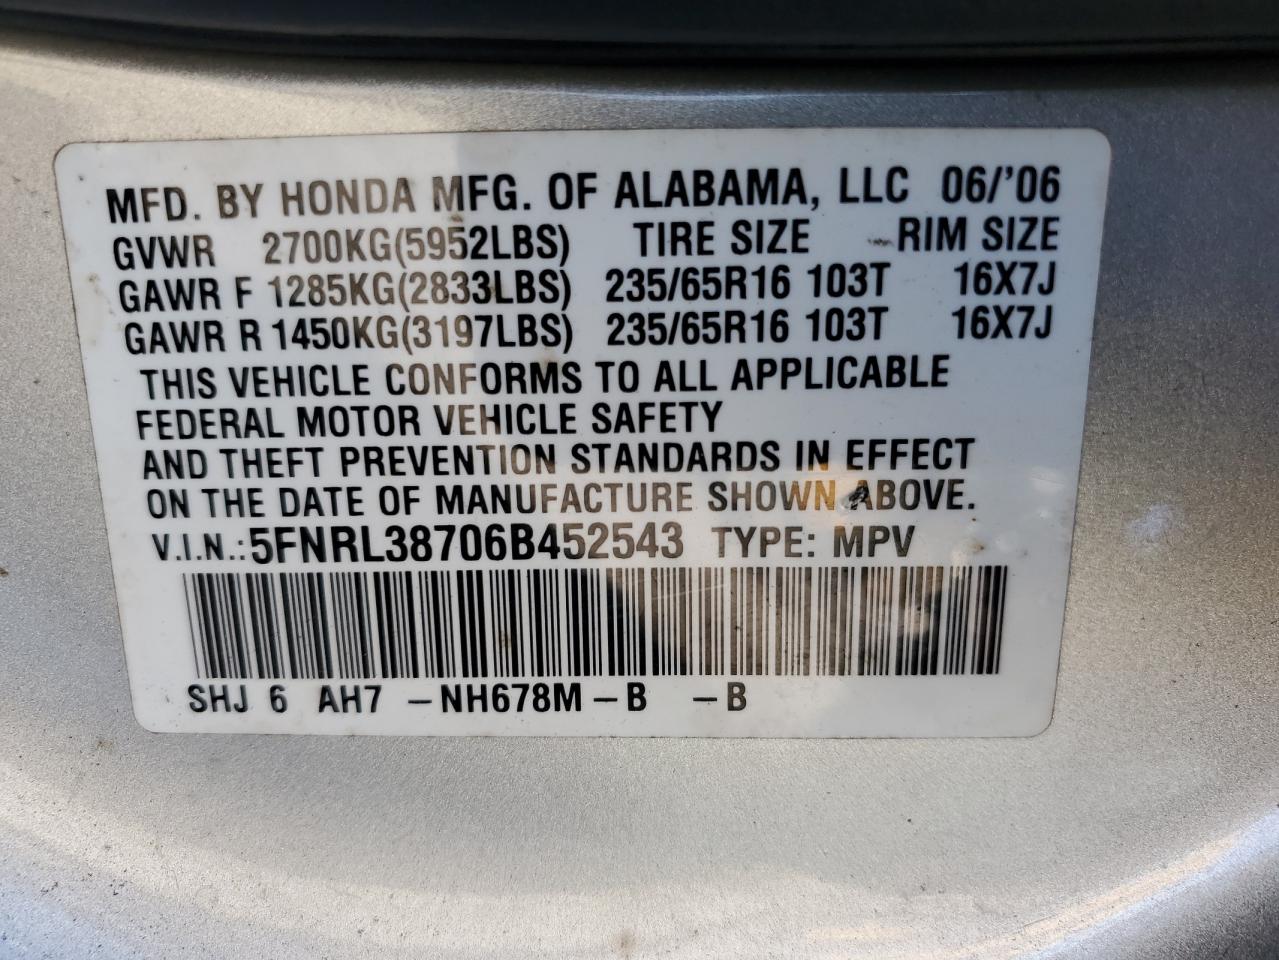 MFD. BY HONDA MFG. OF ALABAMA, LLC 06/'06
GVWR 2700KG(5952LBS) TIRE SIZE RIM SIZE
GAWR F 1285KG(2833LBS) 235/65R16 103T 16X7J
GAWR R 1450KG(3197LBS) 235/65R16 103T 16X7J
THIS VEHICLE CONFORMS TO ALL APPLICABLE
FEDERAL MOTOR VEHICLE SAFETY
AND THEFT PREVENTION STANDARDS IN EFFECT
ON THE DATE OF MANUFACTURE SHOWN ABOVE.
V.I.N.:5FNRL38706B452543 TYPE: MPV
SHJ 6 AH7 -NH678M-B -B